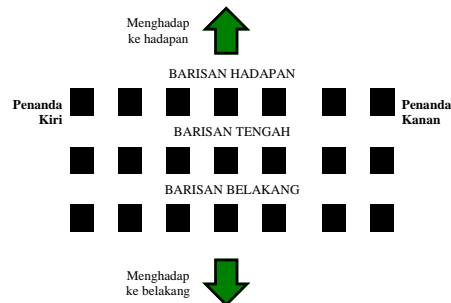 Menghadap
ke hadapan
BARISAN HADAPAN
Penanda
Kiri
Penanda
Kanan
BARISAN TENGAH
BARISAN BELAKANG
Menghadap
ke belakang